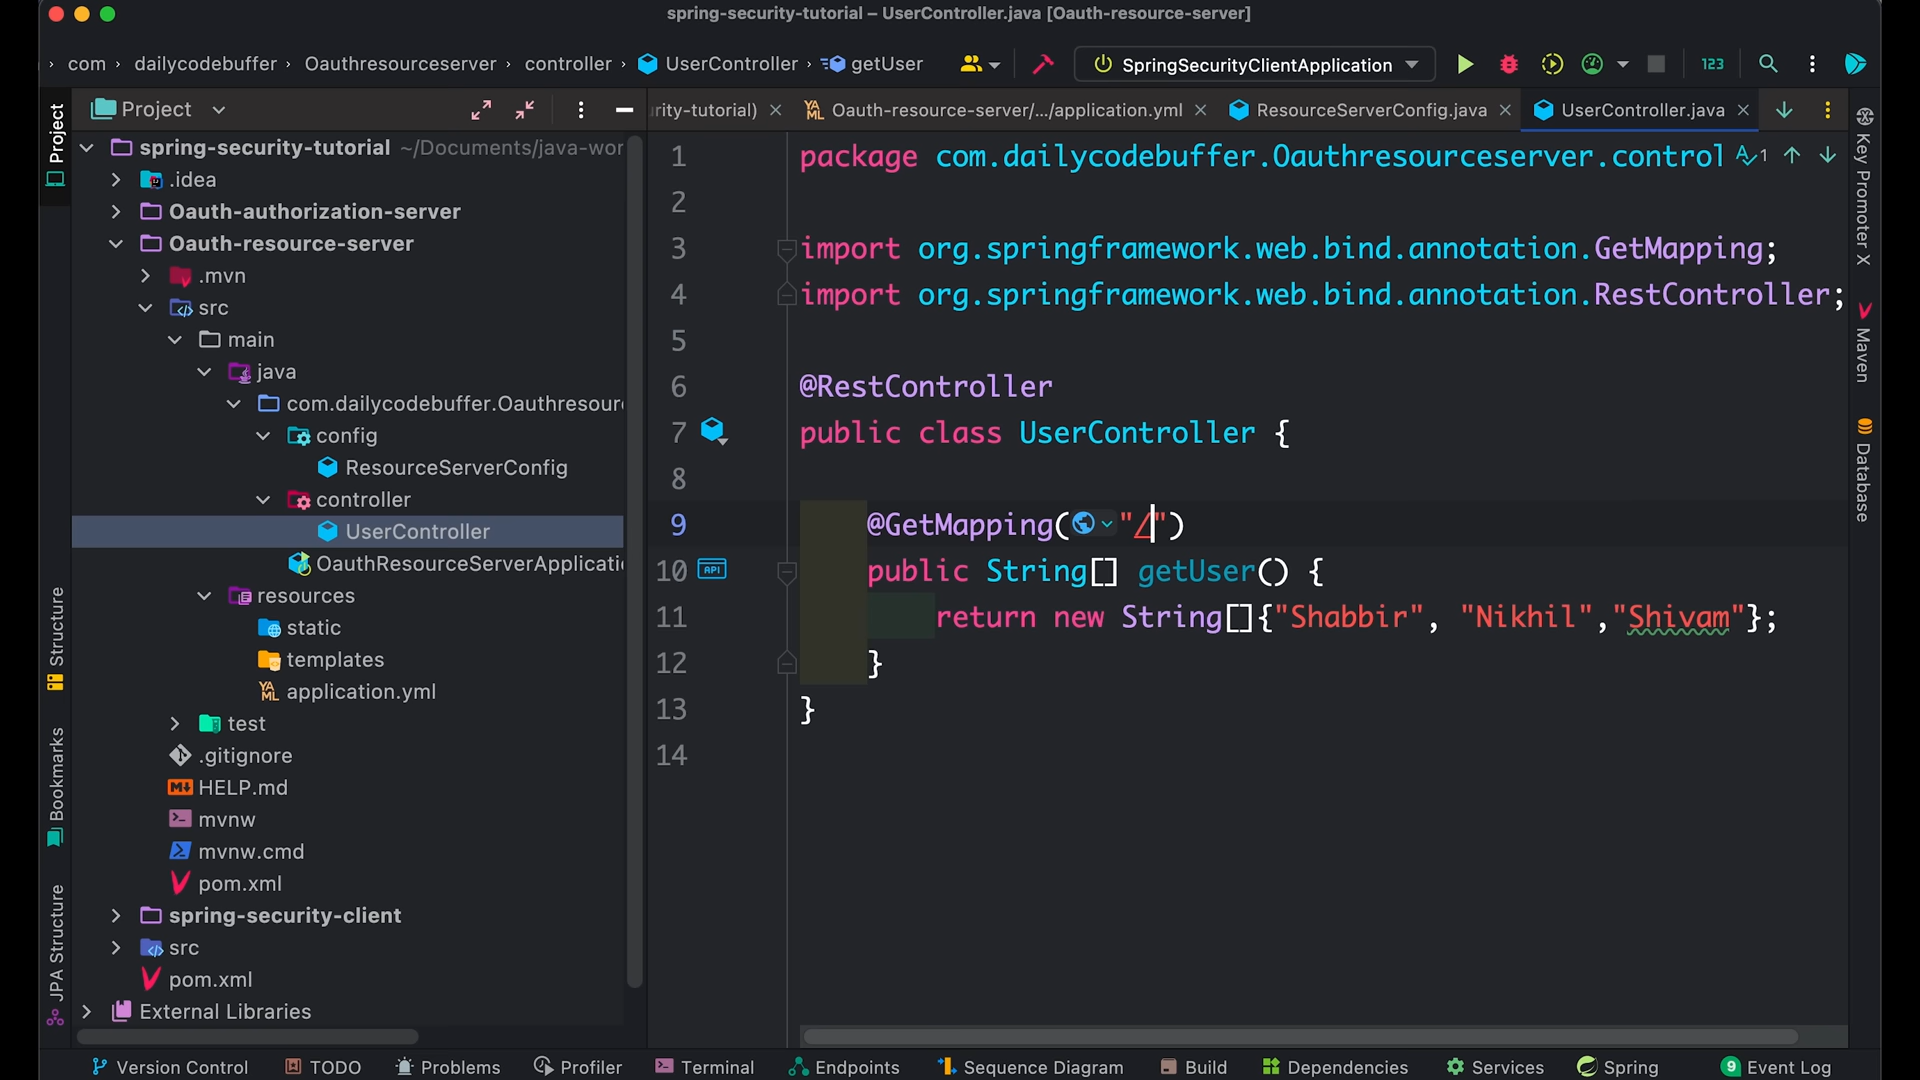 spring-security-tutorial – UserController.java [Oauth-resource-server]
com › dailycodebuffer › Oauthresourceserver › controller › UserController › getUser
SpringSecurityClientApplication
123
Project
urity-tutorial)
Oauth-resource-server/.../application.yml
ResourceServerConfig.java
UserController.java
Project
Structure
Bookmarks
JPA Structure
spring-security-tutorial ~/Documents/java-wor
.idea
Oauth-authorization-server
Oauth-resource-server
.mvn
src
main
java
com.dailycodebuffer.Oauthresour
config
ResourceServerConfig
controller
UserController
OauthResourceServerApplicati
resources
static
templates
YAML application.yml
test
.gitignore
HELP.md
mvnw
mvnw.cmd
pom.xml
spring-security-client
src
pom.xml
External Libraries
1 package com.dailycodebuffer.Oauthresourceserver.control
1
2
3 import org.springframework.web.bind.annotation.GetMapping;
4 import org.springframework.web.bind.annotation.RestController;
5
6 @RestController
7 public class UserController {
8
9 @GetMapping("/")
10 API public String[] getUser() {
11 return new String[]{"Shabbir", "Nikhil","Shivam"};
12 }
13 }
14
Key Promoter X
Maven
Database
Version Control
TODO
Problems
Profiler
Terminal
Endpoints
Sequence Diagram
Build
Dependencies
Services
Spring
9 Event Log